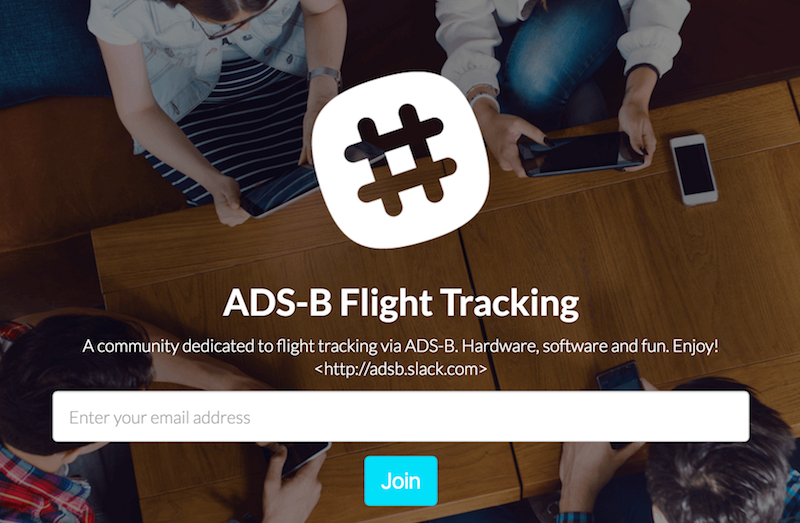 ADS-B Flight Tracking
A community dedicated to flight tracking via ADS-B. Hardware, software and fun. Enjoy!
<http://adsb.slack.com>
Enter your email address
Join